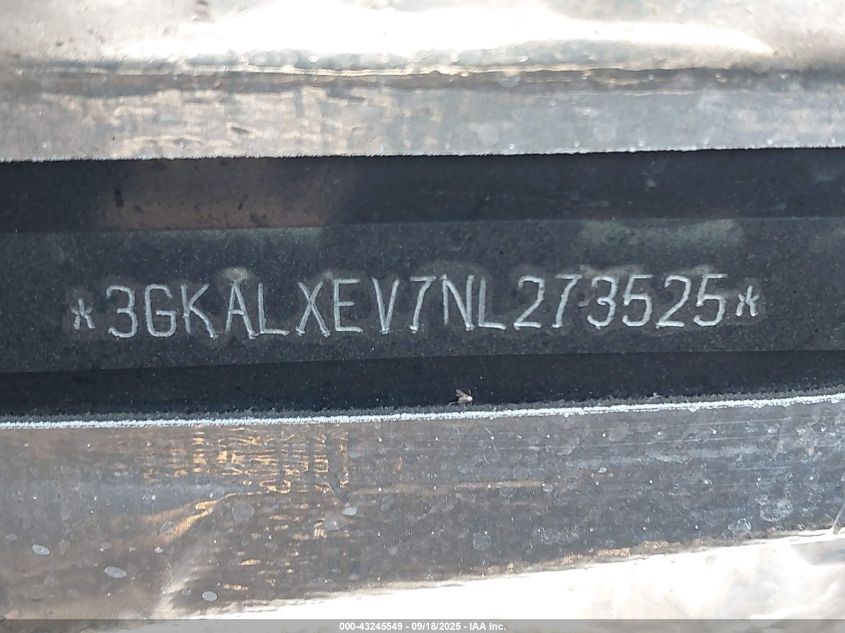 *3GKALXEV7NL273525*
000-43245549 - 09/18/2025 - IAA Inc.